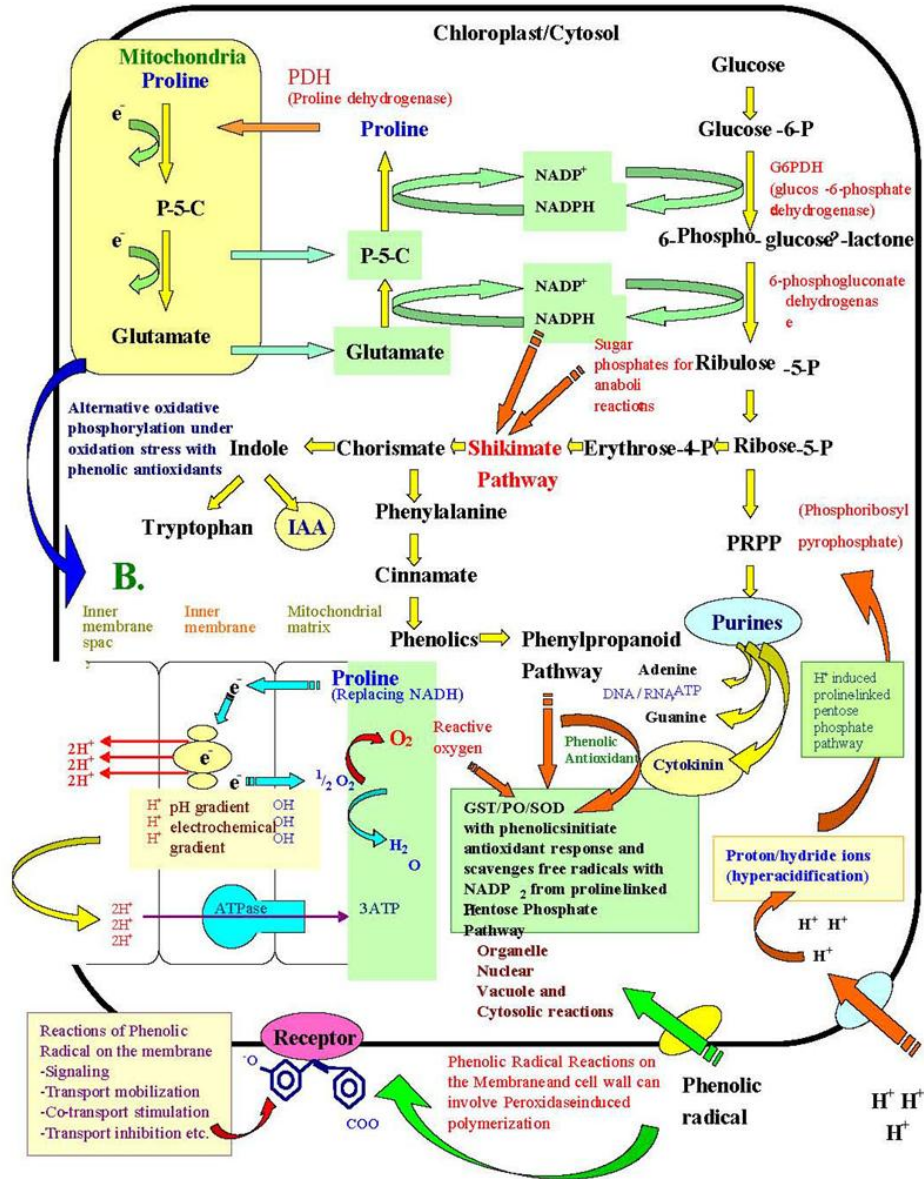 Chloroplast/Cytosol
Mitochondria
Proline
e⁻
P-5-C
e⁻
Glutamate
PDH
(Proline dehydrogenase)
Proline
P-5-C
Glutamate
NADP⁺
NADPH
NADP⁺
NADPH
Glucose
Glucose -6-P
G6PDH
(glucos -6-phosphate
dehydrogenase)
6-Phospho- glucose?-lactone
6-phosphogluconate
dehydrogenas
e
Ribulose -5-P
Sugar
phosphates for
anaboli
reactions
Alternative oxidative
phosphorylation under
oxidation stress with
phenolic antioxidants
Indole
Chorismate
Shikimate
Pathway
Erythrose-4-P
Ribose-5-P
Tryptophan
IAA
Phenylalanine
Cinnamate
Phenolics
Phenylpropanoid
Pathway
PRPP
(Phosphoribosyl
pyrophosphate)
Purines
Adenine
DNA/RNA,ATP
Guanine
Cytokinin
H⁺ induced
prolinelinked
pentose
phosphate
pathway
B.
Inner
membrane
spac
Inner
membrane
Mitochondrial
matrix
Proline
(Replacing NADH)
e⁻
e⁻
e⁻
2H⁺
2H⁺
2H⁺
½ O₂
O₂
H₂
O
H⁺ pH gradient OH
H⁺ electrochemical OH
H⁺ gradient OH
2H⁺
2H⁺
2H⁺
ATPase
3ATP
Reactive
oxygen
Phenolic
Antioxidant
GST/PO/SOD
with phenolicsinitiate
antioxidant response and
scavenges free radicals with
NADP ₂ from prolinelinked
Pentose Phosphate
Pathway
Organelle
Nuclear
Vacuole and
Cytosolic reactions
Proton/hydride ions
(hyperacidification)
H⁺ H⁺
H⁺
Reactions of Phenolic
Radical on the membrane
-Signaling
-Transport mobilization
-Co-transport stimulation
-Transport inhibition etc.
Receptor
⁻O
COO
Phenolic Radical Reactions on
the Membraneand cell wall can
involve Peroxidaseinduced
polymerization
Phenolic
radical
H⁺ H⁺
H⁺